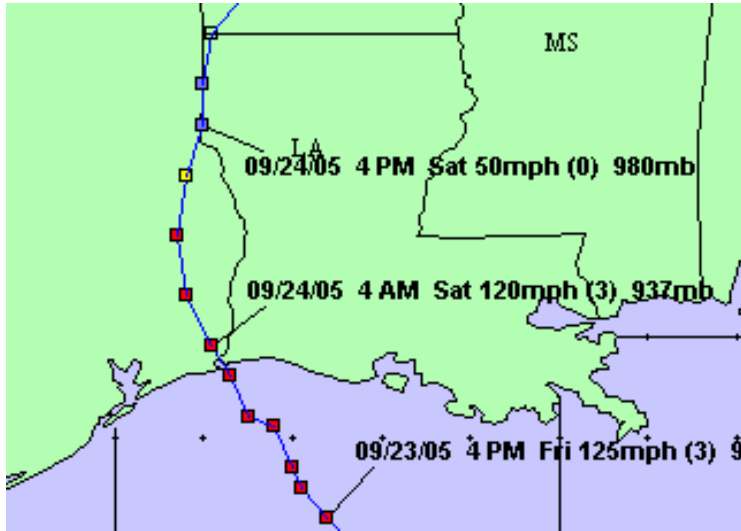 MS
LA
09/24/05 4 PM Sat 50mph (0) 980mb
09/24/05 4 AM Sat 120mph (3) 937mb
09/23/05 4 PM Fri 125mph (3) 9